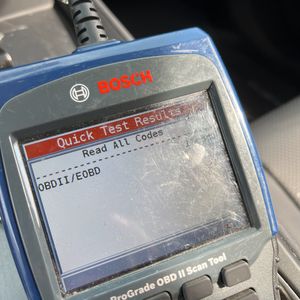 BOSCH
Quick Test Results
Read All Codes
OBDII/EOBD
ProGrade OBD II Scan Tool